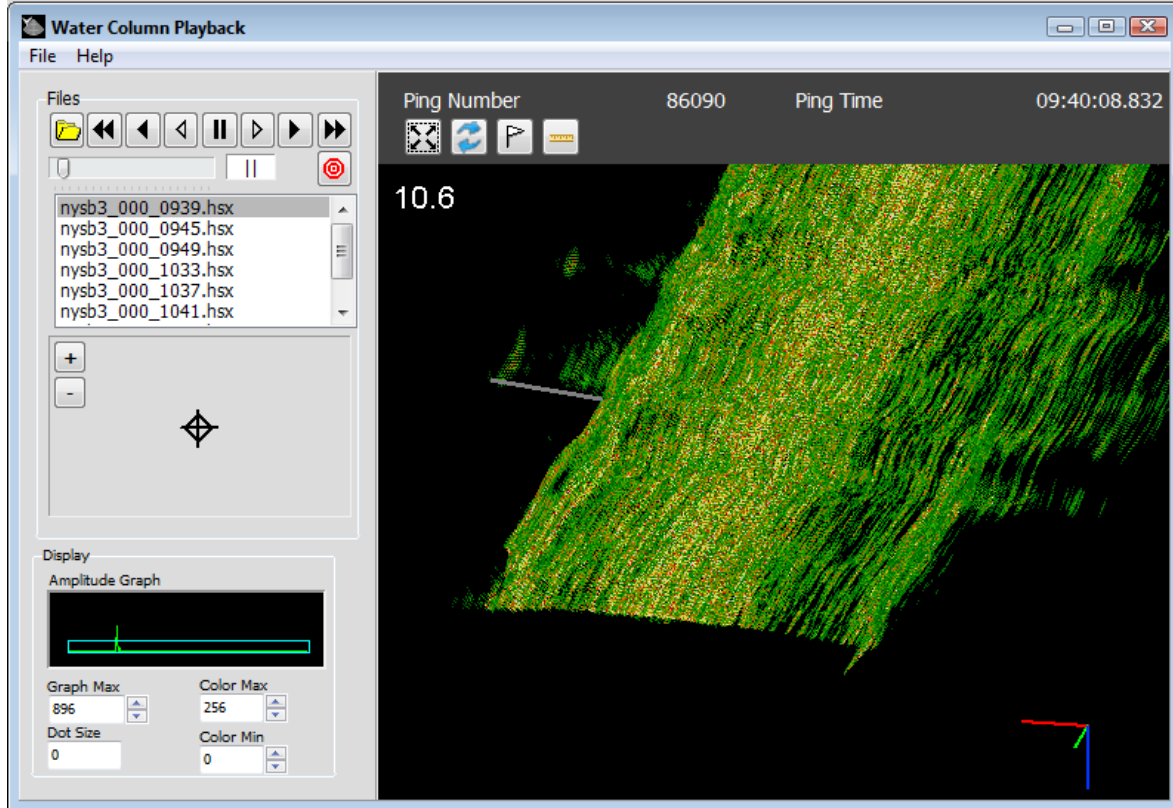 Water Column Playback
File Help
Files
nysb3_000_0939.hsx
nysb3_000_0945.hsx
nysb3_000_0949.hsx
nysb3_000_1033.hsx
nysb3_000_1037.hsx
nysb3_000_1041.hsx
+
-
Display
Amplitude Graph
Graph Max Color Max
896 256
Dot Size Color Min
0 0
Ping Number 86090 Ping Time 09:40:08.832
10.6